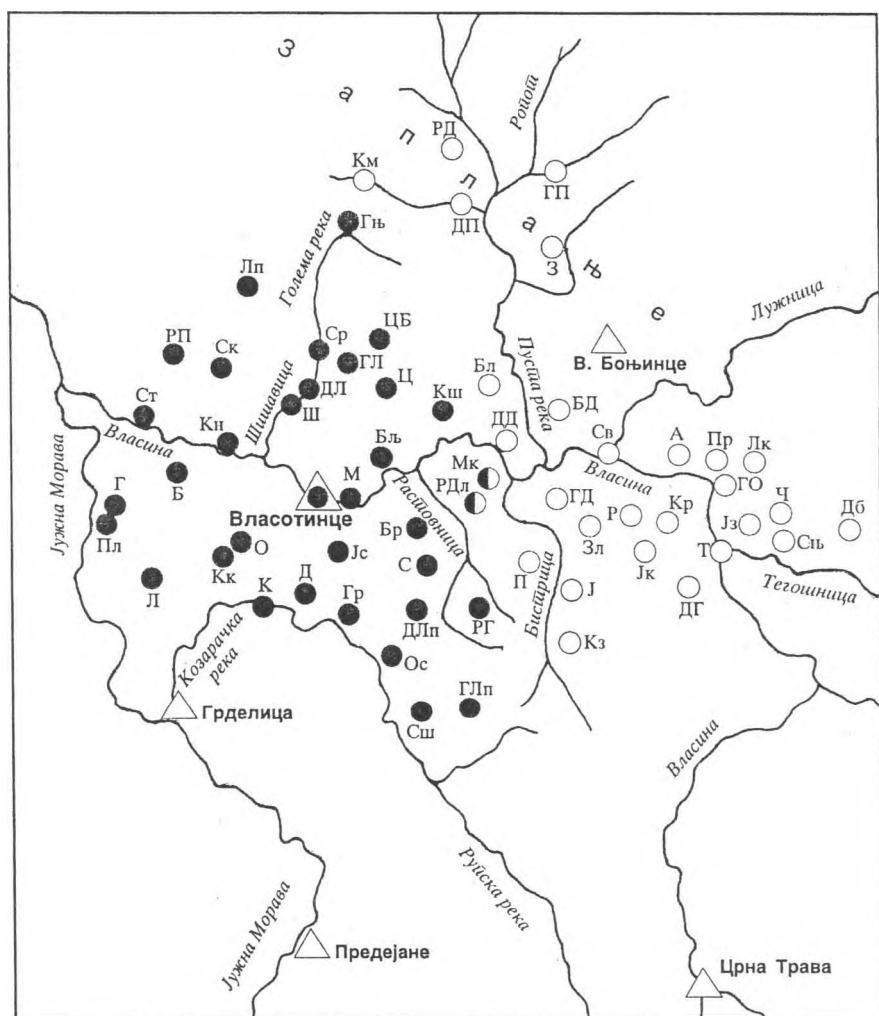 З а п л а њ е
Ројот
РД
Км
ГП
ДП
Гњ
З
Голема река
Лп
Лужница
ЦБ
РП
Ср
Ск
ГЛ
Пуста река
В. Боњинце
ДЛ
Ц
Бл
Шишавица
Ш
Кш
БД
Ст
Кн
ДД
Св
А
Пр
Лк
Власина
Бљ
Мк
Власина
ГО
Јужна Морава
Б
М
РДл
ГД
Г
Растовница
Р
Кр
Јз
Ч
Дб
Власотинце
Пл
Бр
Зл
Сњ
О
Јс
Т
Кк
С
П
Јк
Л
К
Д
Гр
Бистрица
Ј
ДГ
Тегошница
ДЛп
РГ
Козарачка река
Кз
Ос
Грделица
ГЛп
Сш
Власина
Рупска река
Јужна Морава
Предејане
Црна Трава